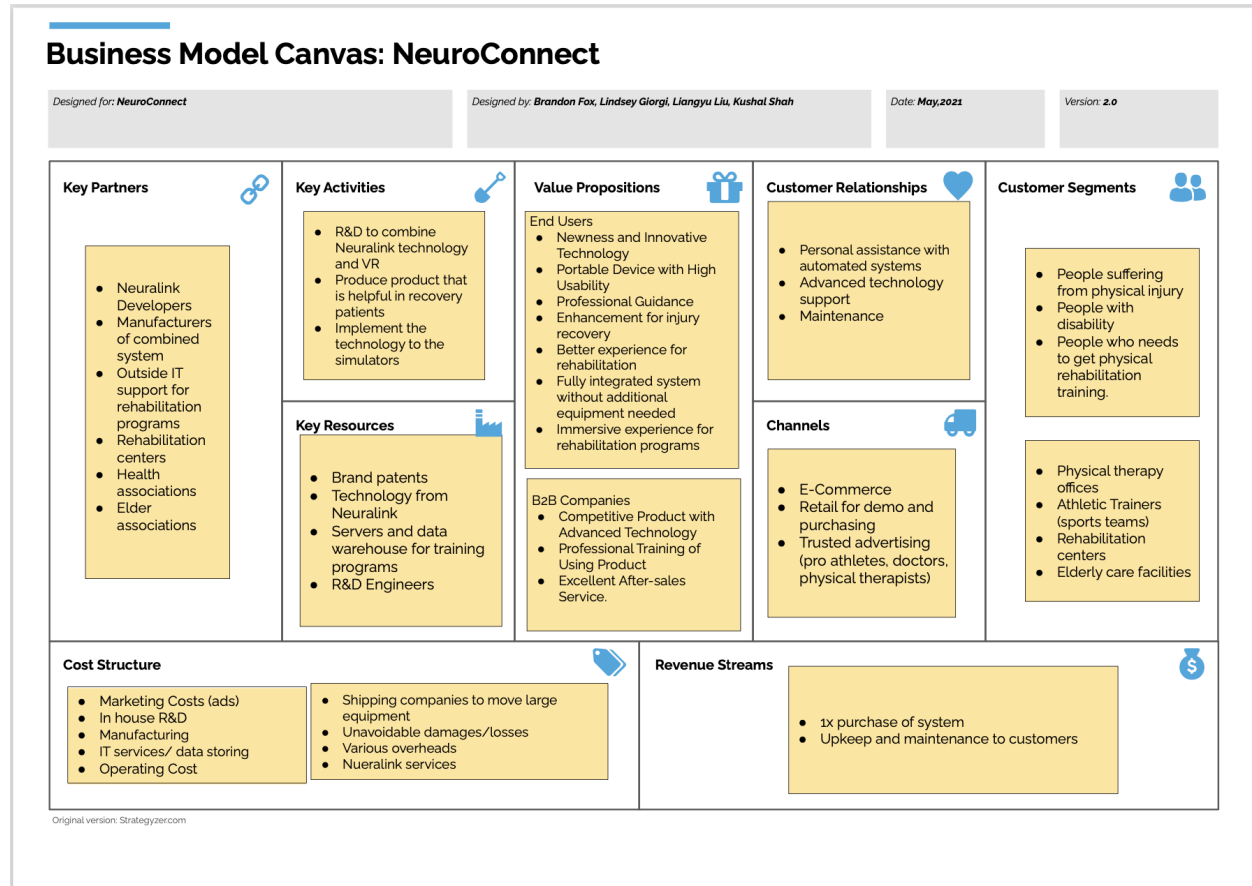 Business Model Canvas: NeuroConnect
Designed for: NeuroConnect
Designed by: Brandon Fox, Lindsey Giorgi, Liangyu Liu, Kushal Shah
Date: May,2021
Version: 2.0
Key Partners
● Neuralink
Developers
● Manufacturers
of combined
system
● Outside IT
support for
rehabilitation
programs
● Rehabilitation
centers
● Health
associations
● Elder
associations
Key Activities
● R&D to combine
Neuralink technology
and VR
● Produce product that
is helpful in recovery
patients
● Implement the
technology to the
simulators
Key Resources
● Brand patents
● Technology from
Neuralink
● Servers and data
warehouse for training
programs
● R&D Engineers
Value Propositions
End Users
● Newness and Innovative
Technology
● Portable Device with High
Usability
● Professional Guidance
● Enhancement for injury
recovery
● Better experience for
rehabilitation
● Fully integrated system
without additional
equipment needed
● Immersive experience for
rehabilitation programs
B2B Companies
● Competitive Product with
Advanced Technology
● Professional Training of
Using Product
● Excellent After-sales
Service.
Customer Relationships
● Personal assistance with
automated systems
● Advanced technology
support
● Maintenance
Channels
● E-Commerce
● Retail for demo and
purchasing
● Trusted advertising
(pro athletes, doctors,
physical therapists)
Customer Segments
● People suffering
from physical injury
● People with
disability
● People who needs
to get physical
rehabilitation
training.
● Physical therapy
offices
● Athletic Trainers
(sports teams)
● Rehabilitation
centers
● Elderly care facilities
Cost Structure
● Marketing Costs (ads)
● In house R&D
● Manufacturing
● IT services/ data storing
● Operating Cost
● Shipping companies to move large
equipment
● Unavoidable damages/losses
● Various overheads
● Nueralink services
Revenue Streams
$
● 1x purchase of system
● Upkeep and maintenance to customers
Original version: Strategyzer.com